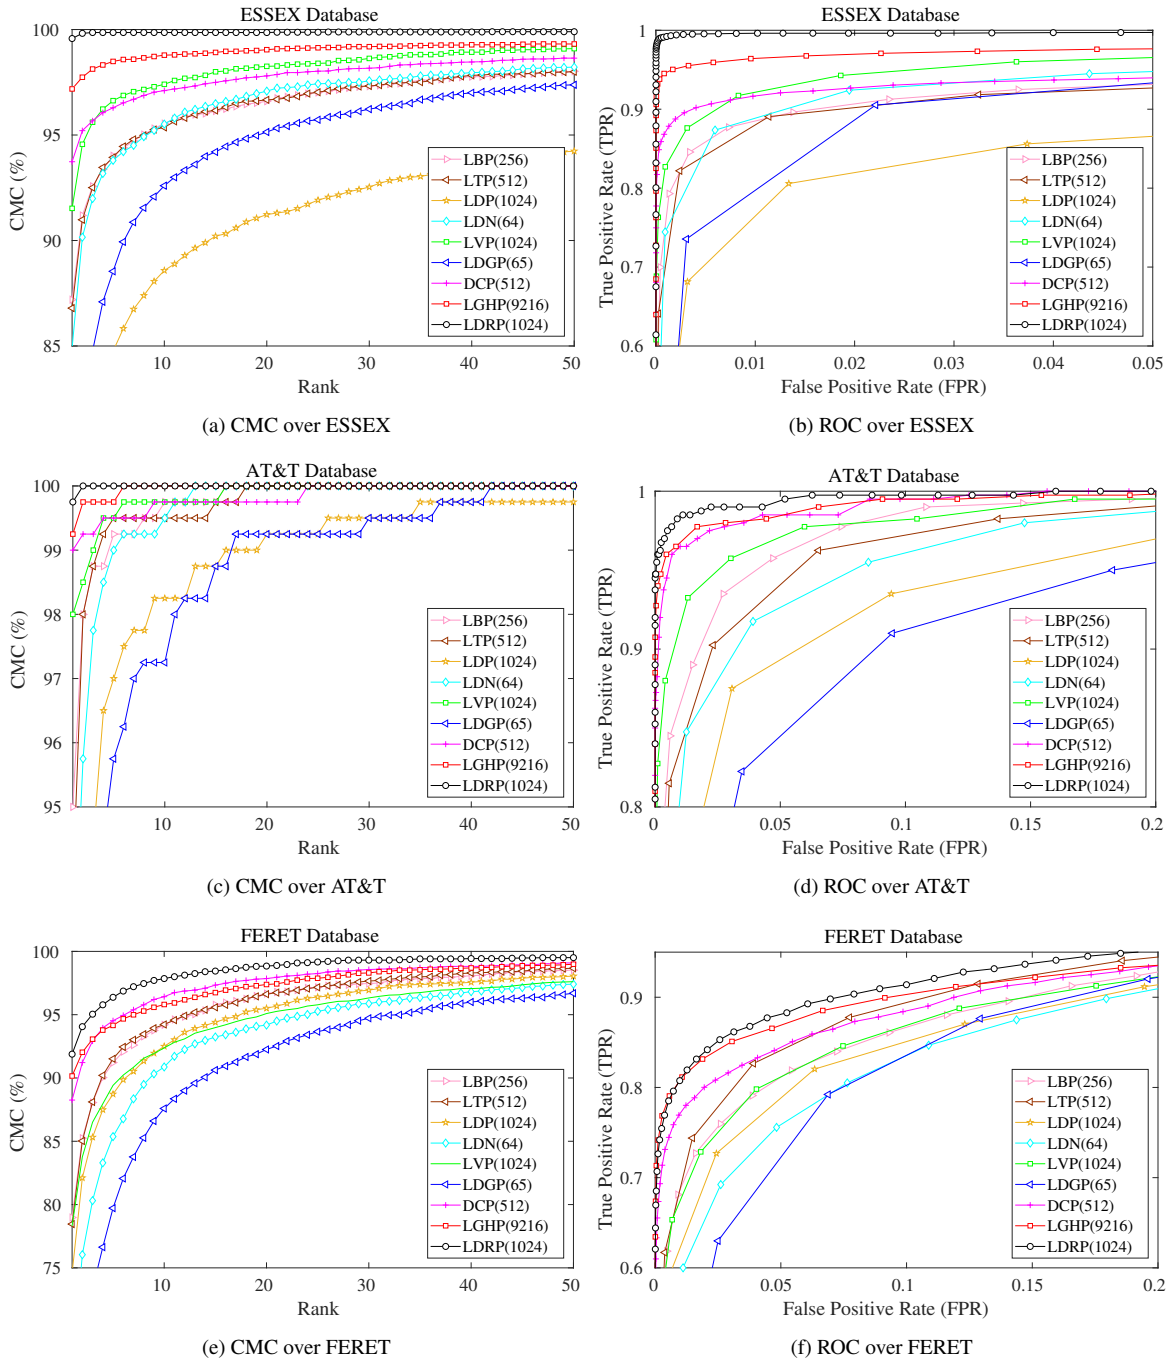 ESSEX Database
100
95
90
85
CMC (%)
10
20
30
40
50
Rank
LBP(256)
LTP(512)
LDP(1024)
LDN(64)
LVP(1024)
LDGP(65)
DCP(512)
LGHP(9216)
LDRP(1024)
(a) CMC over ESSEX
ESSEX Database
1
0.9
0.8
0.7
0.6
True Positive Rate (TPR)
0
0.01
0.02
0.03
0.04
0.05
False Positive Rate (FPR)
LBP(256)
LTP(512)
LDP(1024)
LDN(64)
LVP(1024)
LDGP(65)
DCP(512)
LGHP(9216)
LDRP(1024)
(b) ROC over ESSEX
AT&T Database
100
99
98
97
96
95
CMC (%)
10
20
30
40
50
Rank
LBP(256)
LTP(512)
LDP(1024)
LDN(64)
LVP(1024)
LDGP(65)
DCP(512)
LGHP(9216)
LDRP(1024)
(c) CMC over AT&T
AT&T Database
1
0.9
0.8
True Positive Rate (TPR)
0
0.05
0.1
0.15
0.2
False Positive Rate (FPR)
LBP(256)
LTP(512)
LDP(1024)
LDN(64)
LVP(1024)
LDGP(65)
DCP(512)
LGHP(9216)
LDRP(1024)
(d) ROC over AT&T
FERET Database
100
95
90
85
80
75
CMC (%)
10
20
30
40
50
Rank
LBP(256)
LTP(512)
LDP(1024)
LDN(64)
LVP(1024)
LDGP(65)
DCP(512)
LGHP(9216)
LDRP(1024)
(e) CMC over FERET
FERET Database
0.9
0.8
0.7
0.6
True Positive Rate (TPR)
0
0.05
0.1
0.15
0.2
False Positive Rate (FPR)
LBP(256)
LTP(512)
LDP(1024)
LDN(64)
LVP(1024)
LDGP(65)
DCP(512)
LGHP(9216)
LDRP(1024)
(f) ROC over FERET